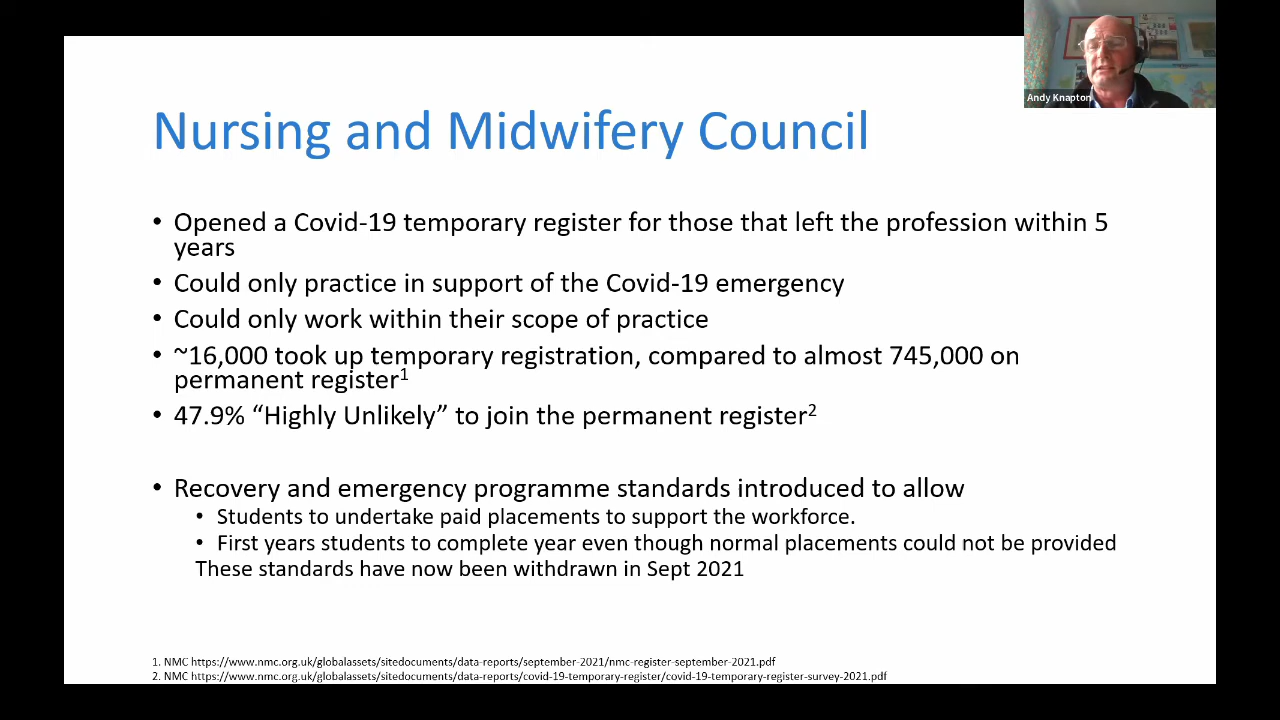 Andy Knapton
Nursing and Midwifery Council
• Opened a Covid-19 temporary register for those that left the profession within 5
years
• Could only practice in support of the Covid-19 emergency
• Could only work within their scope of practice
• ~16,000 took up temporary registration, compared to almost 745,000 on
permanent register¹
• 47.9% “Highly Unlikely” to join the permanent register²
• Recovery and emergency programme standards introduced to allow
• Students to undertake paid placements to support the workforce.
• First years students to complete year even though normal placements could not be provided
These standards have now been withdrawn in Sept 2021
1. NMC https://www.nmc.org.uk/globalassets/sitedocuments/data-reports/september-2021/nmc-register-september-2021.pdf
2. NMC https://www.nmc.org.uk/globalassets/sitedocuments/data-reports/covid-19-temporary-register/covid-19-temporary-register-survey-2021.pdf